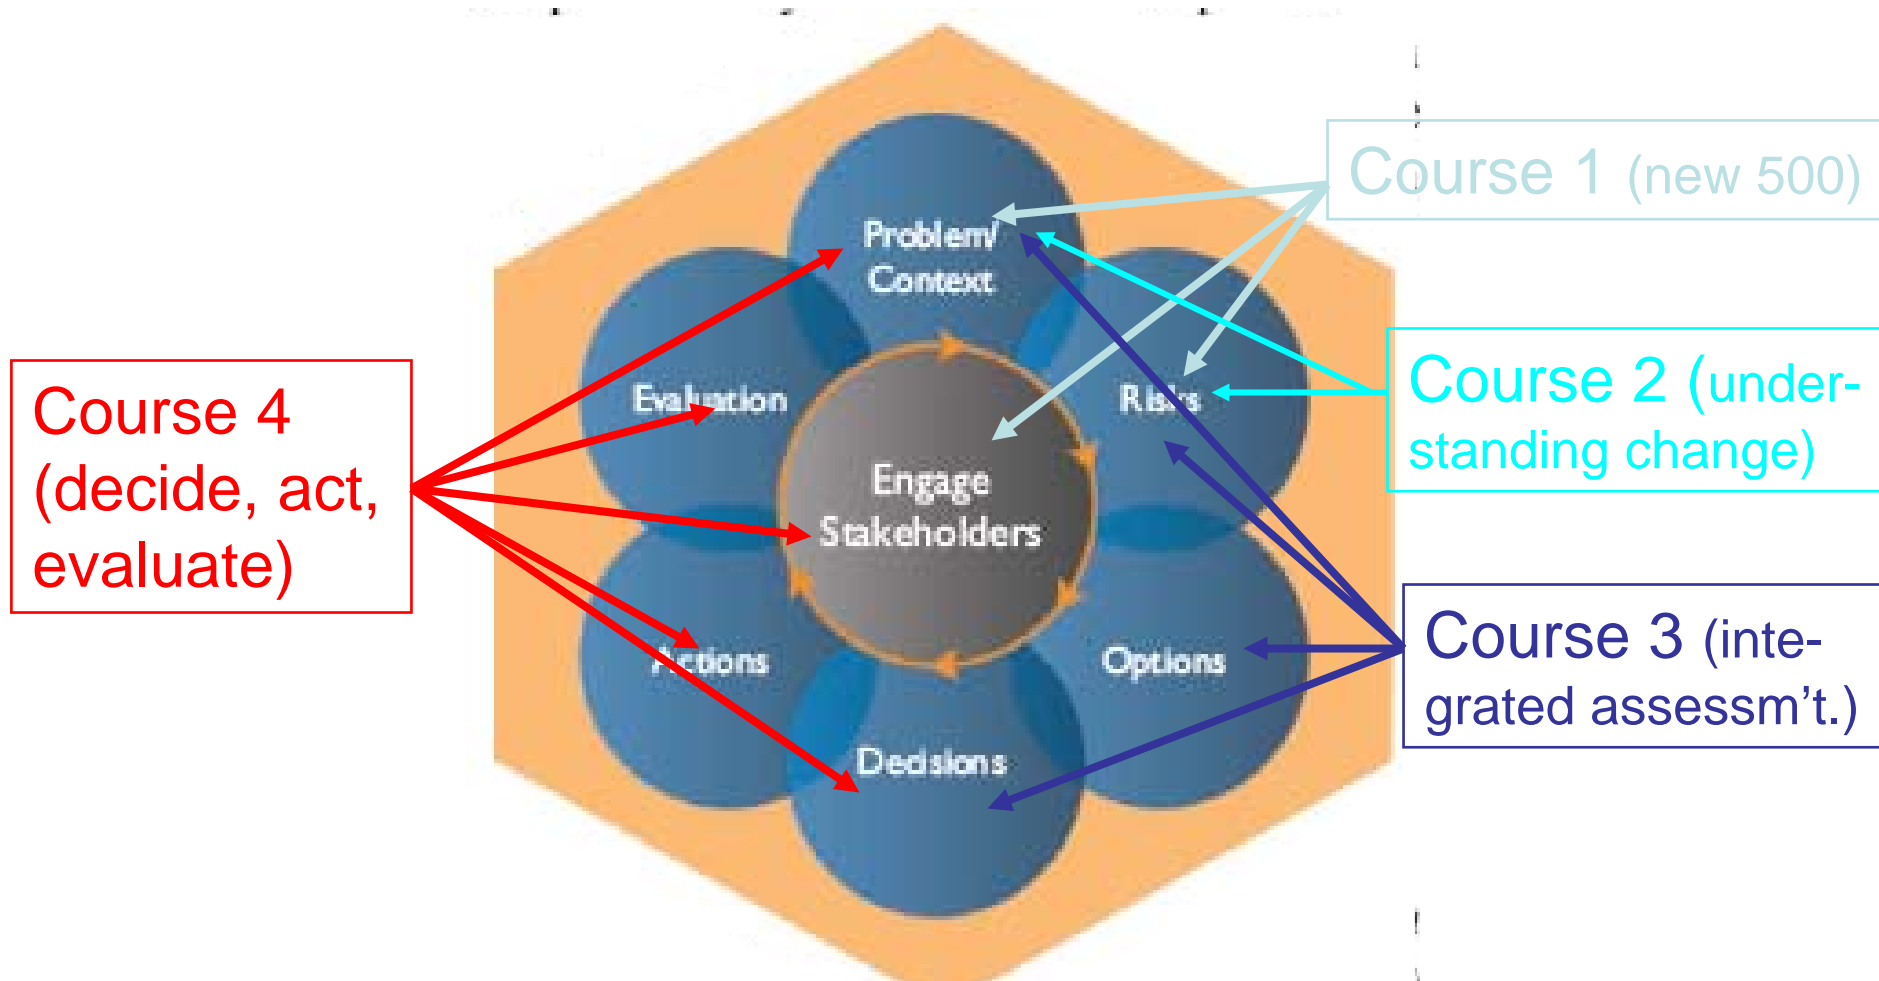 Course 1 (new 500)
Problem/
Context
Evaluation
Risks
Course 2 (under-
standing change)
Course 4
(decide, act,
evaluate)
Engage
Stakeholders
Actions
Options
Course 3 (inte-
grated assessm't.)
Decisions